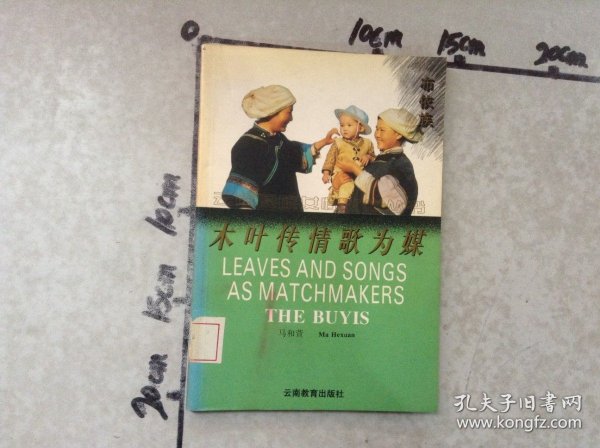 0
10cm
15cm
20cm
10cm
15cm
20cm
布依族
木叶传情歌为媒
LEAVES AND SONGS
AS MATCHMAKERS
THE BUYIS
马和萱 Ma Hexuan
云南教育出版社
孔夫子旧书网
www.kongfz.com